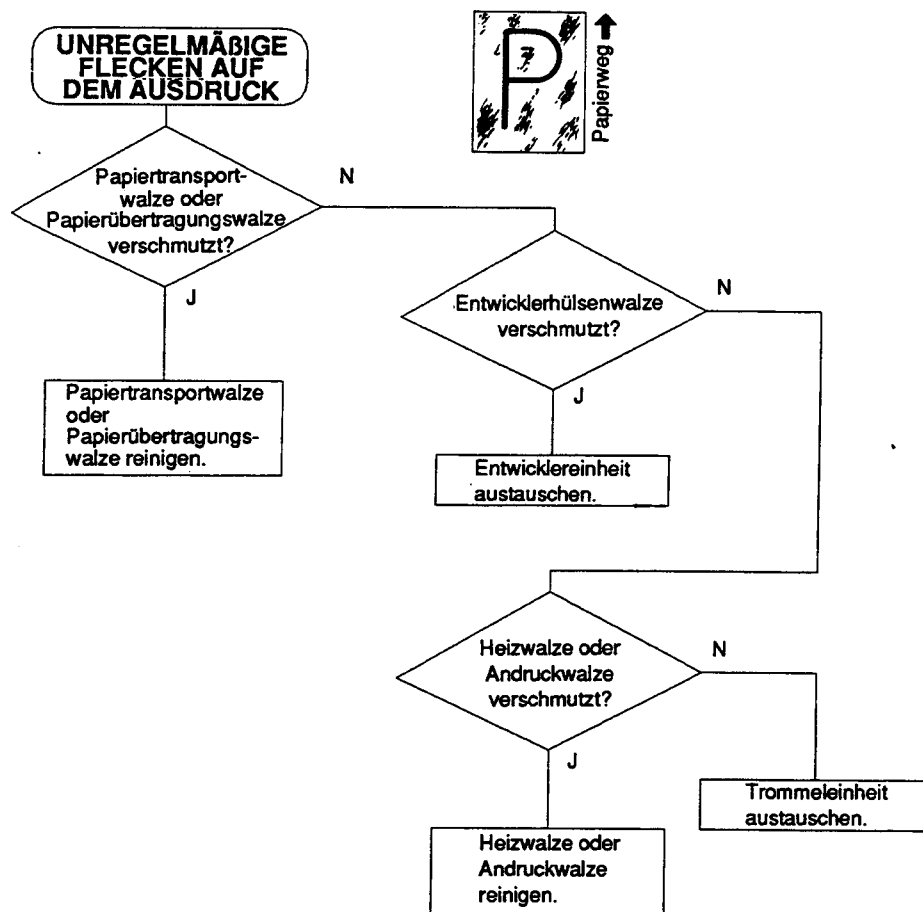 UNREGELMÄßIGE
FLECKEN AUF
DEM AUSDRUCK
P
Papierweg
Papiertransport-
walze oder
Papierübertragungswalze
verschmutzt?
N
J
Papiertransportwalze
oder
Papierübertragungs-
walze reinigen.
Entwicklerhülsenwalze
verschmutzt?
N
J
Entwicklereinheit
austauschen.
Heizwalze oder
Andruckwalze
verschmutzt?
N
J
Trommeleinheit
austauschen.
Heizwalze oder
Andruckwalze
reinigen.